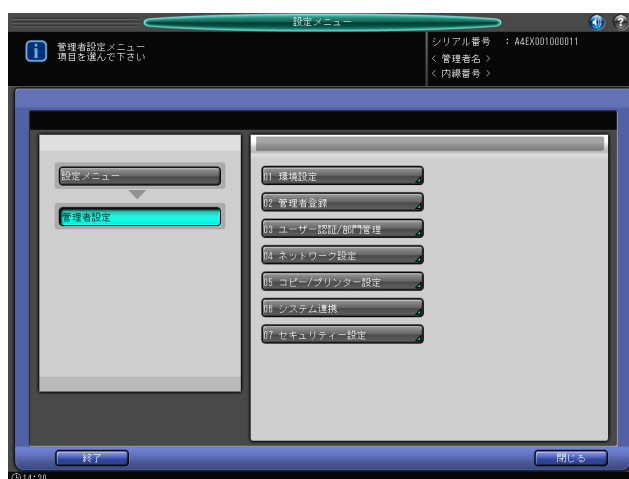 設定メニュー
管理者設定メニュー
項目を選んで下さい
シリアル番号 : A4EX001000011
< 管理者名 >
< 内線番号 >
設定メニュー
管理者設定
01 環境設定
02 管理者登録
03 ユーザー認証/部門管理
04 ネットワーク設定
05 コピー/プリンター設定
06 システム連携
07 セキュリティー設定
終了
閉じる